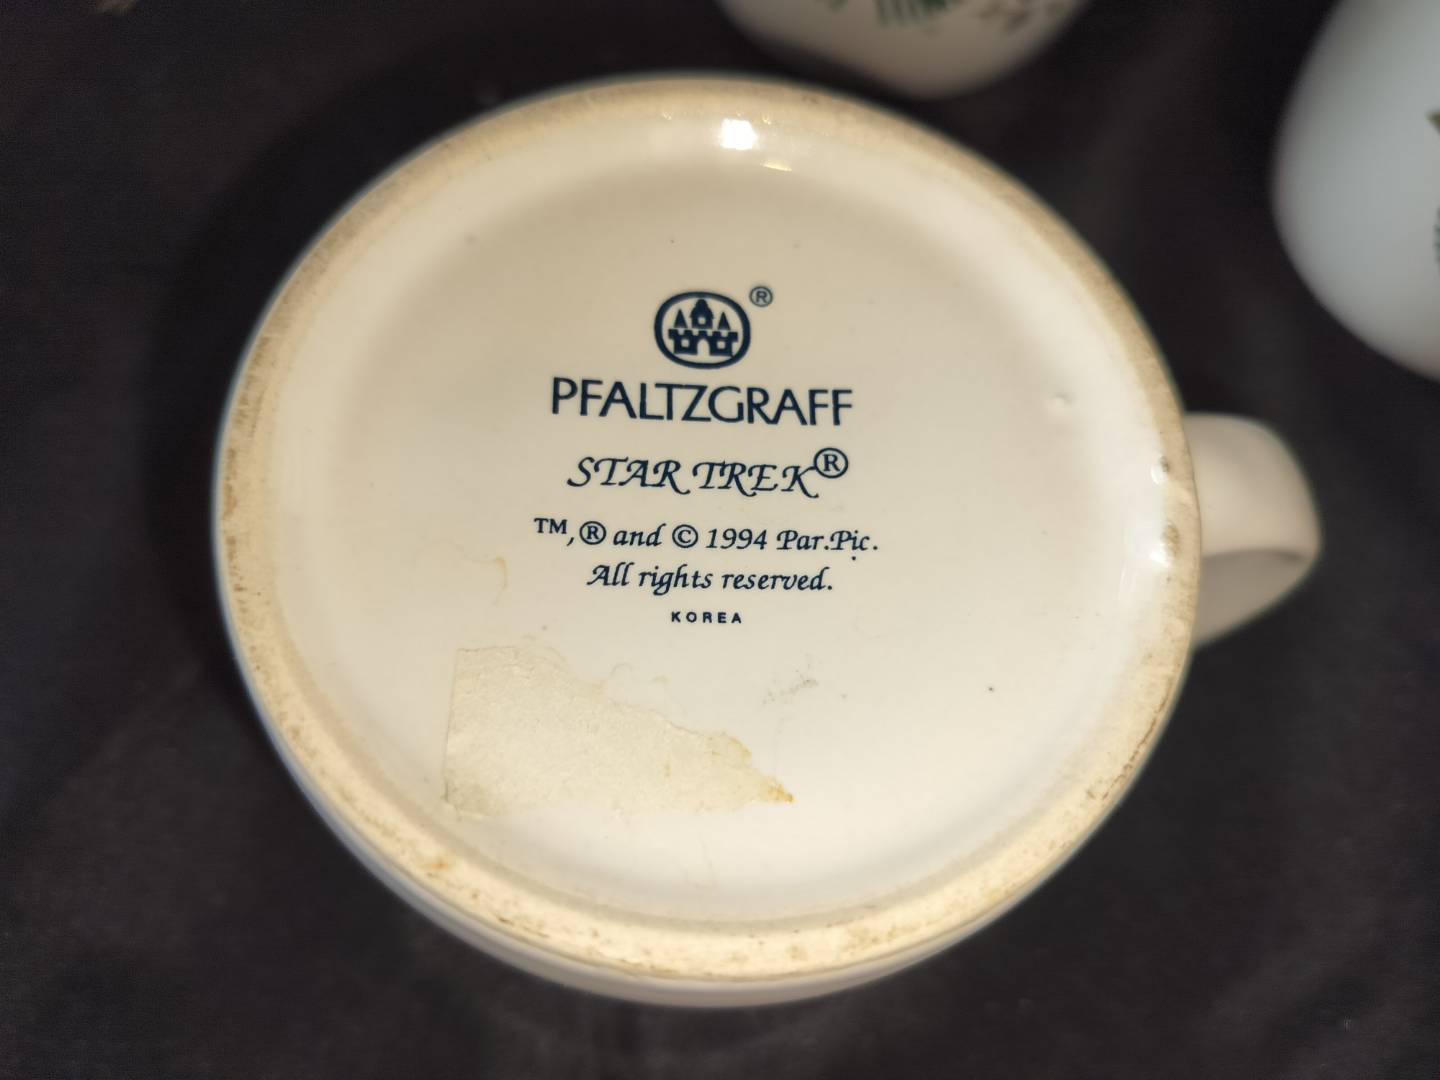 ®
PFALTZGRAFF
STAR TREK®
™,® and © 1994 Par.Pic.
All rights reserved.
KOREA